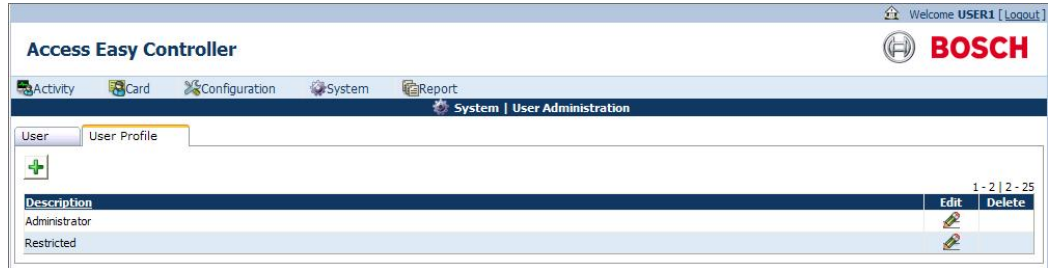 Welcome USER1 [ Logout ]
Access Easy Controller
BOSCH
Activity Card Configuration System Report
System | User Administration
User User Profile
1 - 2 | 2 - 25
Description Edit Delete
Administrator
Restricted